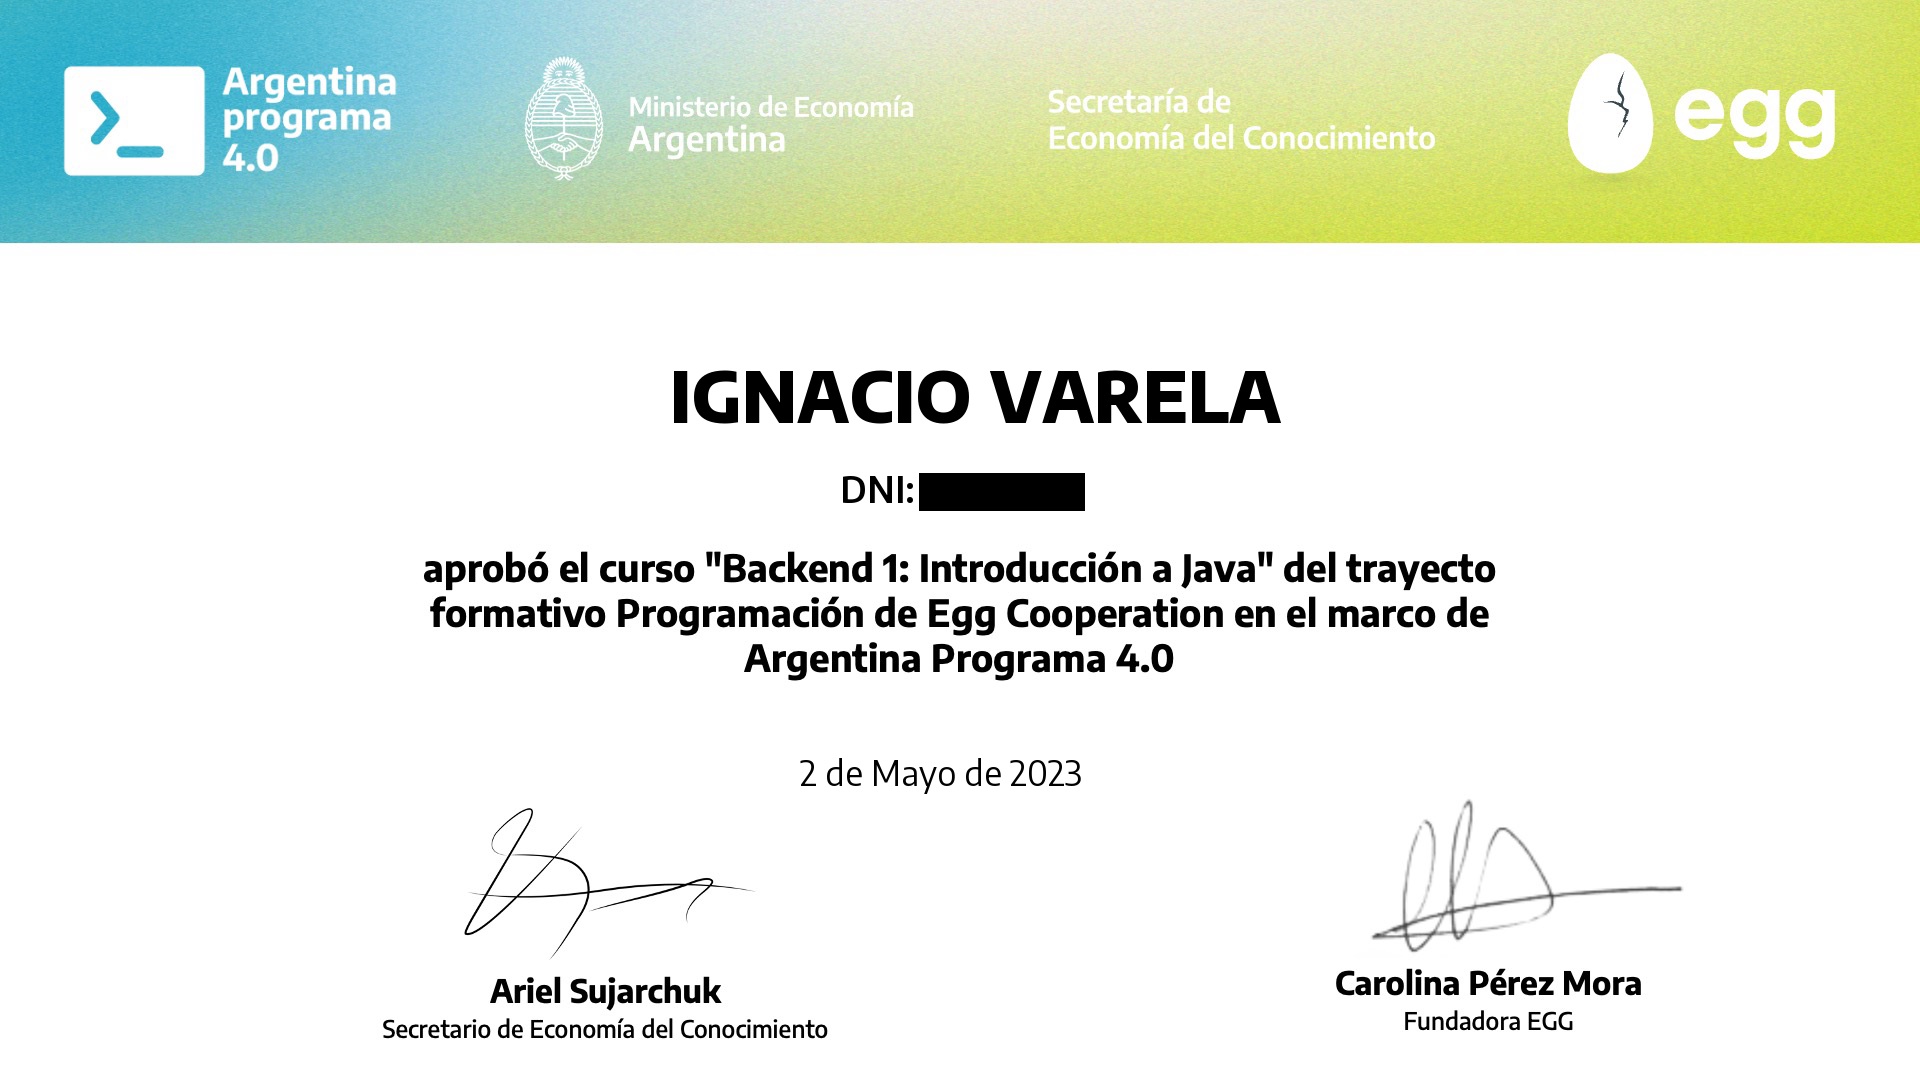 Argentina
programa
4.0
Ministerio de Economía
Argentina
Secretaría de
Economía del Conocimiento
egg
IGNACIO VARELA
DNI:
aprobó el curso "Backend 1: Introducción a Java" del trayecto
formativo Programación de Egg Cooperation en el marco de
Argentina Programa 4.0
2 de Mayo de 2023
Ariel Sujarchuk
Secretario de Economía del Conocimiento
Carolina Pérez Mora
Fundadora EGG